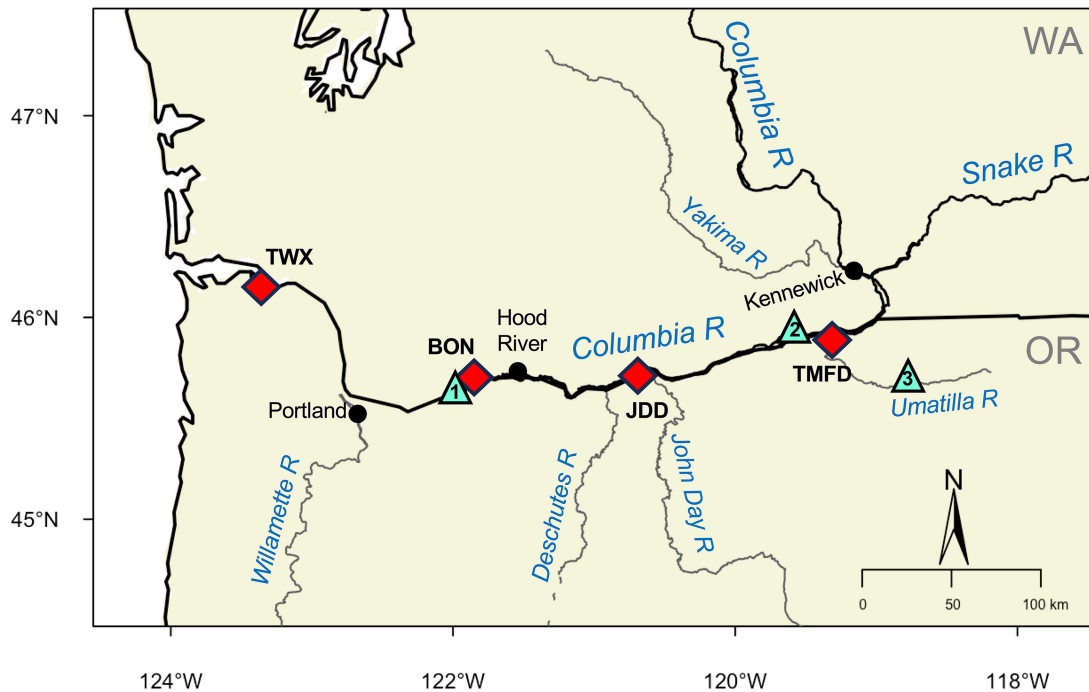 WA
Columbia R
47°N
Snake R
Yakima R
TWX
Kennewick
46°N
Hood
River
Columbia R
2
BON
OR
TMFD
3
1
Umatilla R
Portland
JDD
John Day R
Willamette R
Deschutes R
N
45°N
0
50
100 km
124°W
122°W
120°W
118°W